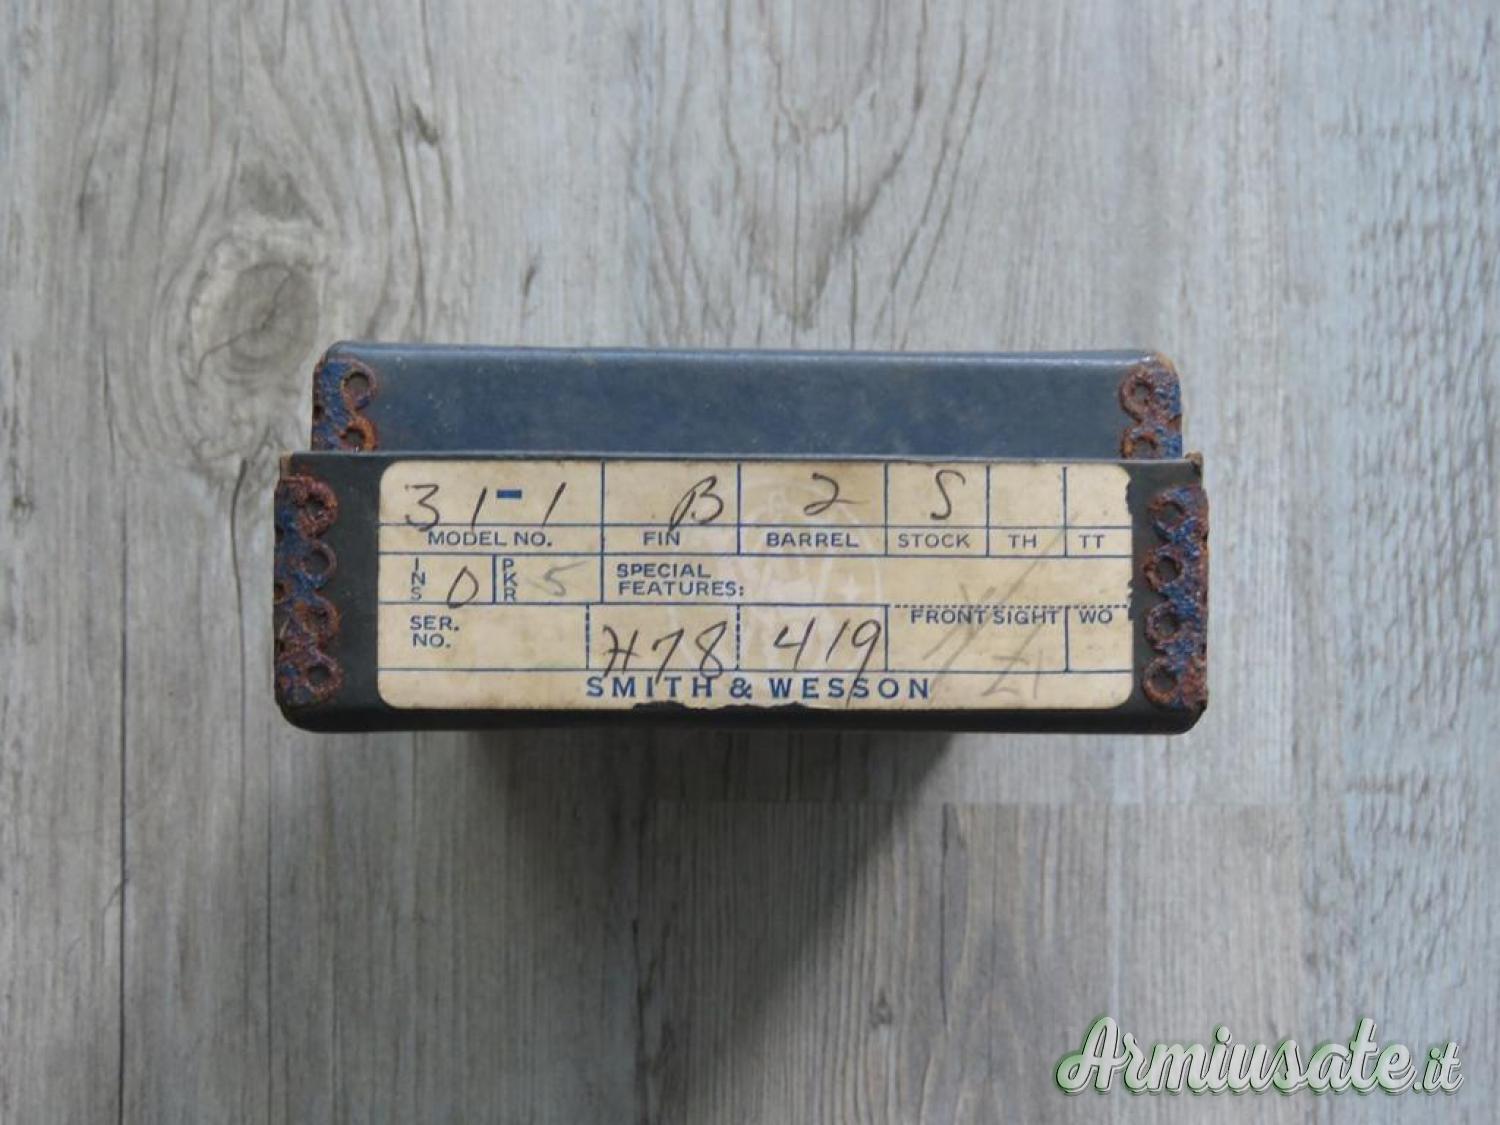 31-1 B 2 S
MODEL NO. FIN BARREL STOCK TH TT
INS 0 PKR 5 SPECIAL FEATURES:
SER. NO. H78 419 FRONT SIGHT WO
SMITH & WESSON
Armiusate.it